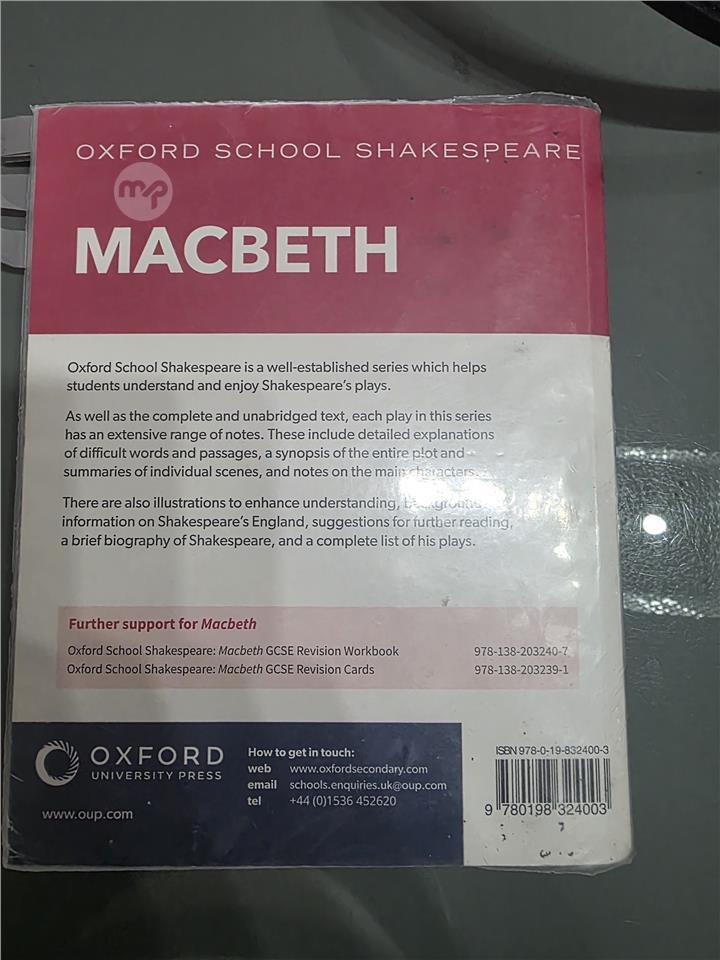 OXFORD SCHOOL SHAKESPEARE
mp
MACBETH
Oxford School Shakespeare is a well-established series which helps
students understand and enjoy Shakespeare's plays.
As well as the complete and unabridged text, each play in this series
has an extensive range of notes. These include detailed explanations
of difficult words and passages, a synopsis of the entire plot and
summaries of individual scenes, and notes on the main characters.
There are also illustrations to enhance understanding, background
information on Shakespeare's England, suggestions for further reading,
a brief biography of Shakespeare, and a complete list of his plays.
Further support for Macbeth
Oxford School Shakespeare: Macbeth GCSE Revision Workbook 978-138-203240-7
Oxford School Shakespeare: Macbeth GCSE Revision Cards 978-138-203239-1
OXFORD
UNIVERSITY PRESS
www.oup.com
How to get in touch:
web www.oxfordsecondary.com
email schools.enquiries.uk@oup.com
tel +44 (0)1536 452620
ISBN 978-0-19-832400-3
9 780198 324003